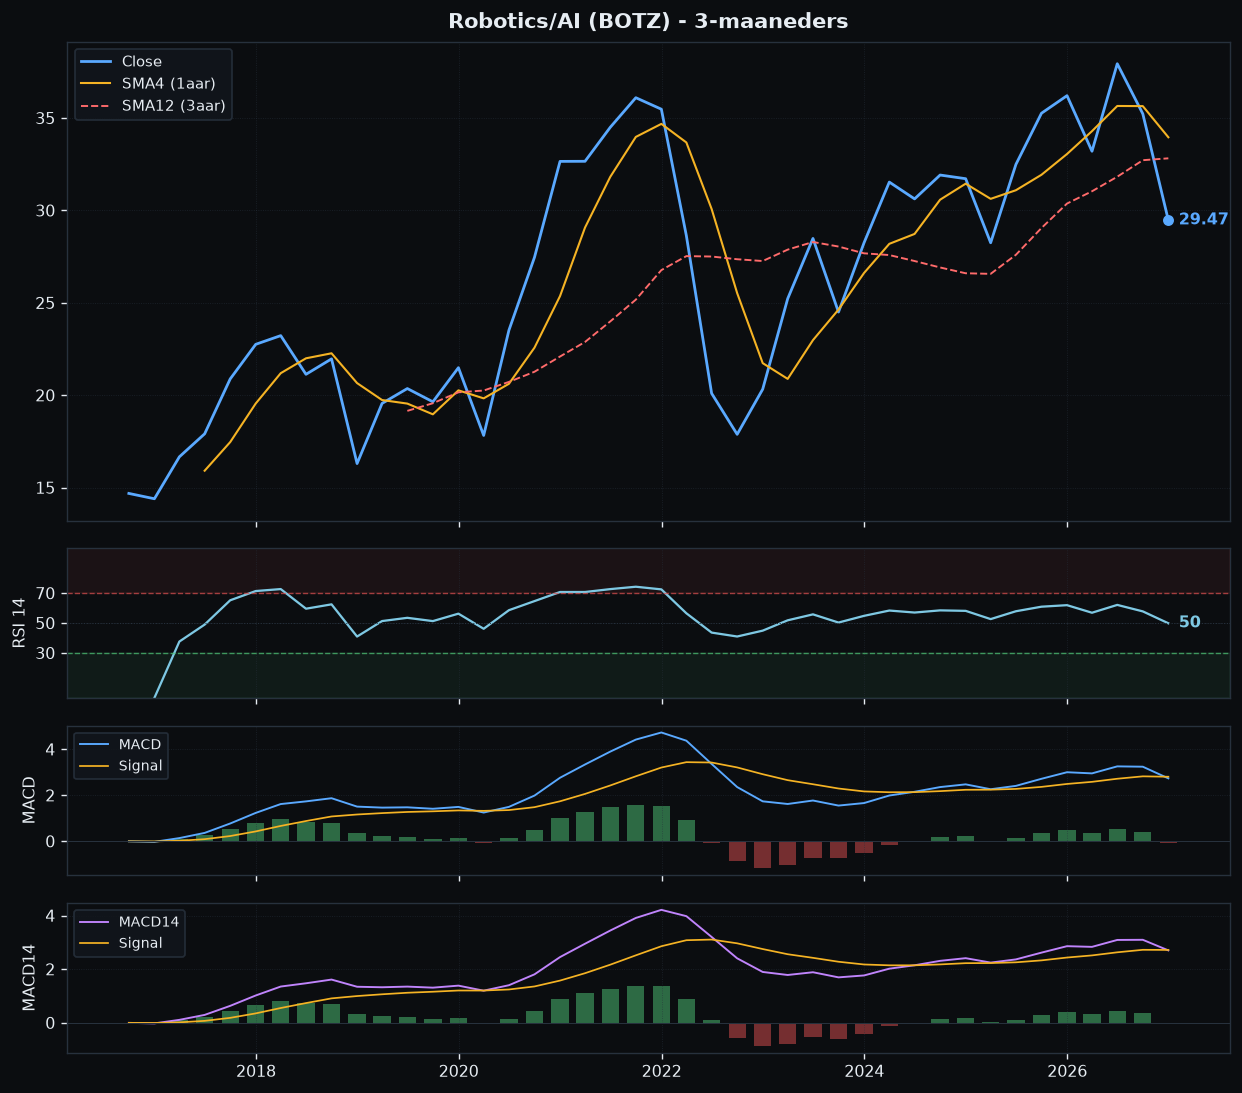 Robotics/AI (BOTZ) - 3-maaneders
Close
SMA4 (1aar)
SMA12 (3aar)
35
30
25
20
15
29.47
RSI 14
70
50
30
50
MACD
MACD
Signal
4
2
0
MACD14
MACD14
Signal
4
2
0
2018
2020
2022
2024
2026